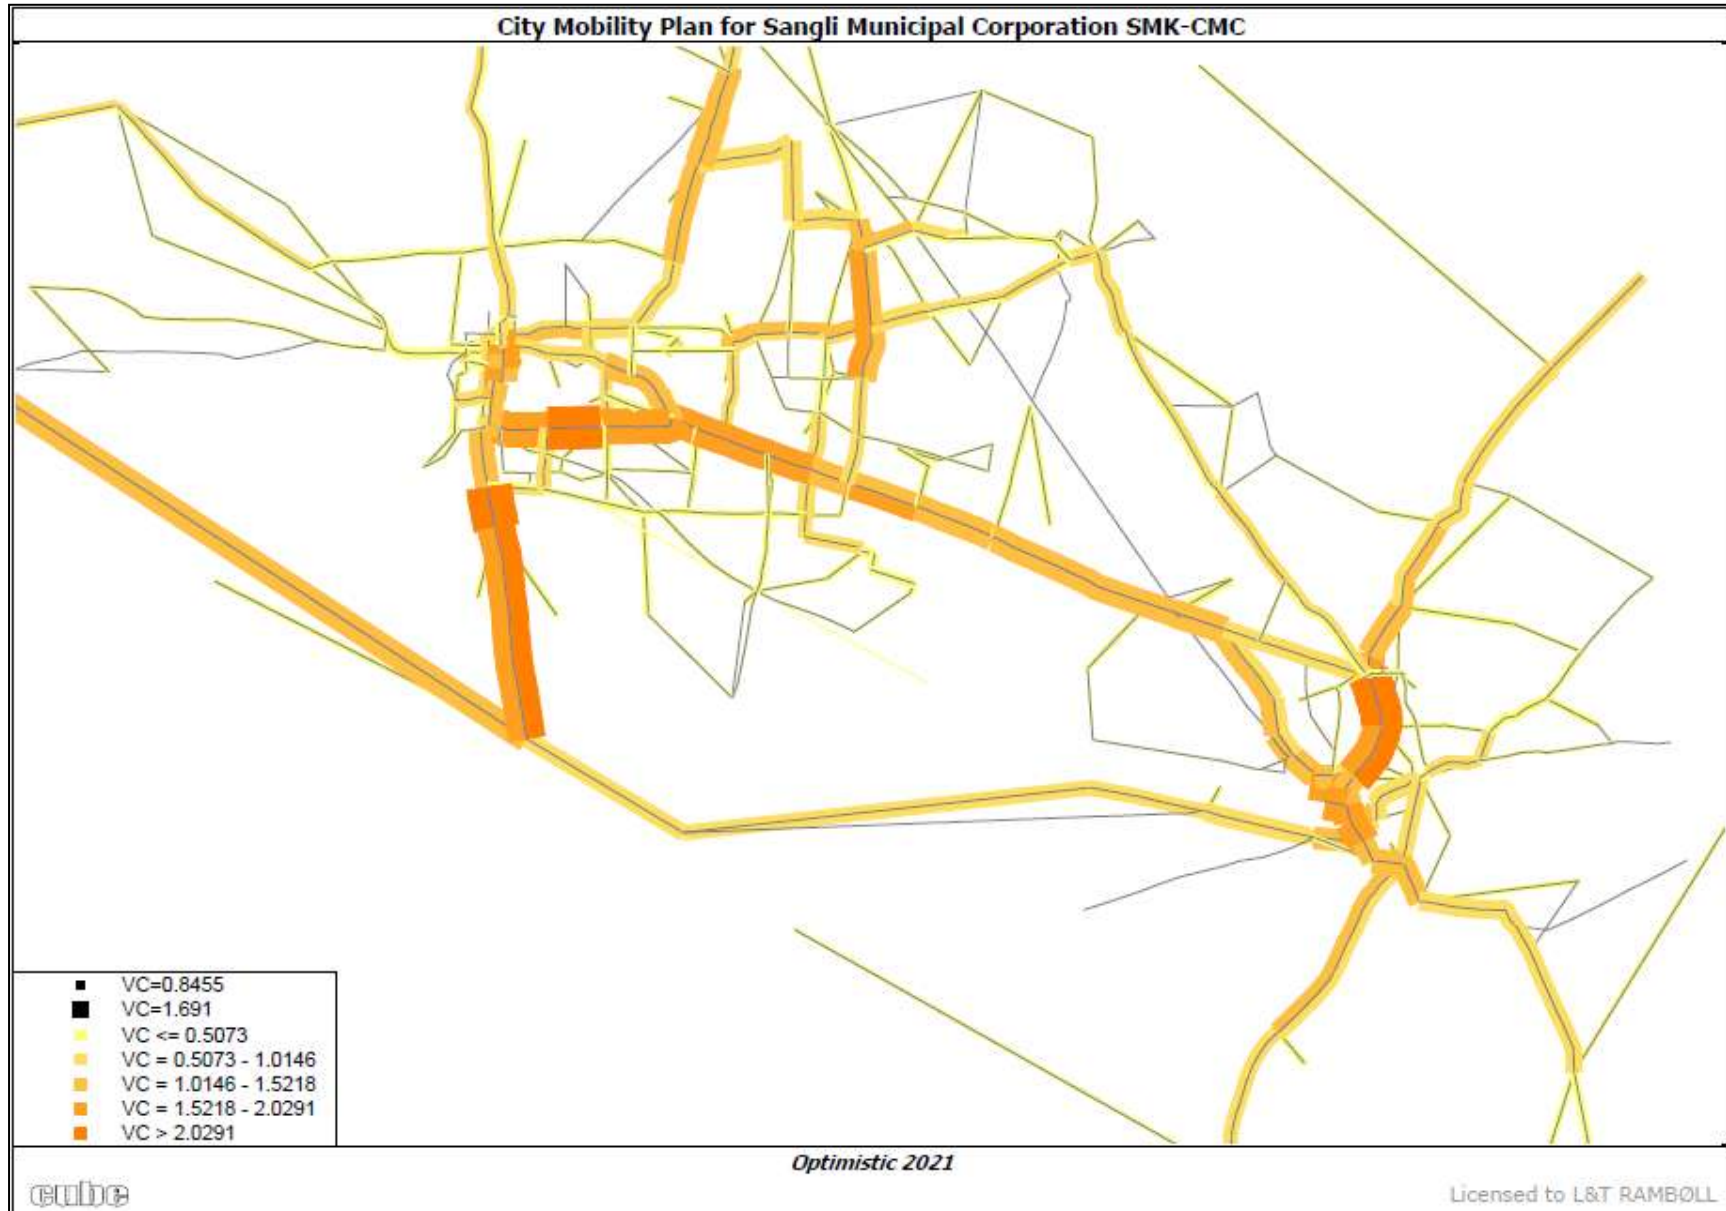 City Mobility Plan for Sangli Municipal Corporation SMK-CMC
VC=0.8455
VC=1.691
VC <= 0.5073
VC = 0.5073 - 1.0146
VC = 1.0146 - 1.5218
VC = 1.5218 - 2.0291
VC > 2.0291
Optimistic 2021
cube
Licensed to L&T RAMBØLL